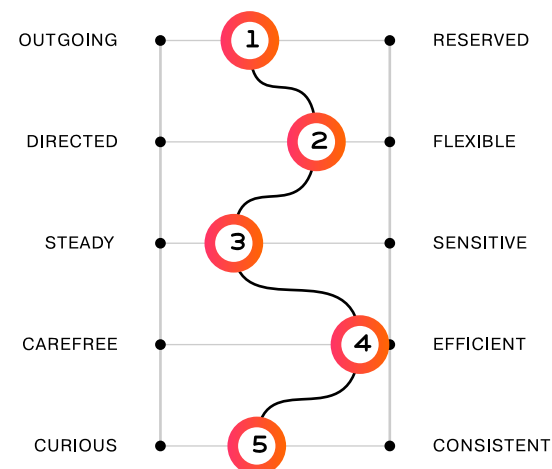 OUTGOING 1 RESERVED
DIRECTED 2 FLEXIBLE
STEADY 3 SENSITIVE
CAREFREE 4 EFFICIENT
CURIOUS 5 CONSISTENT